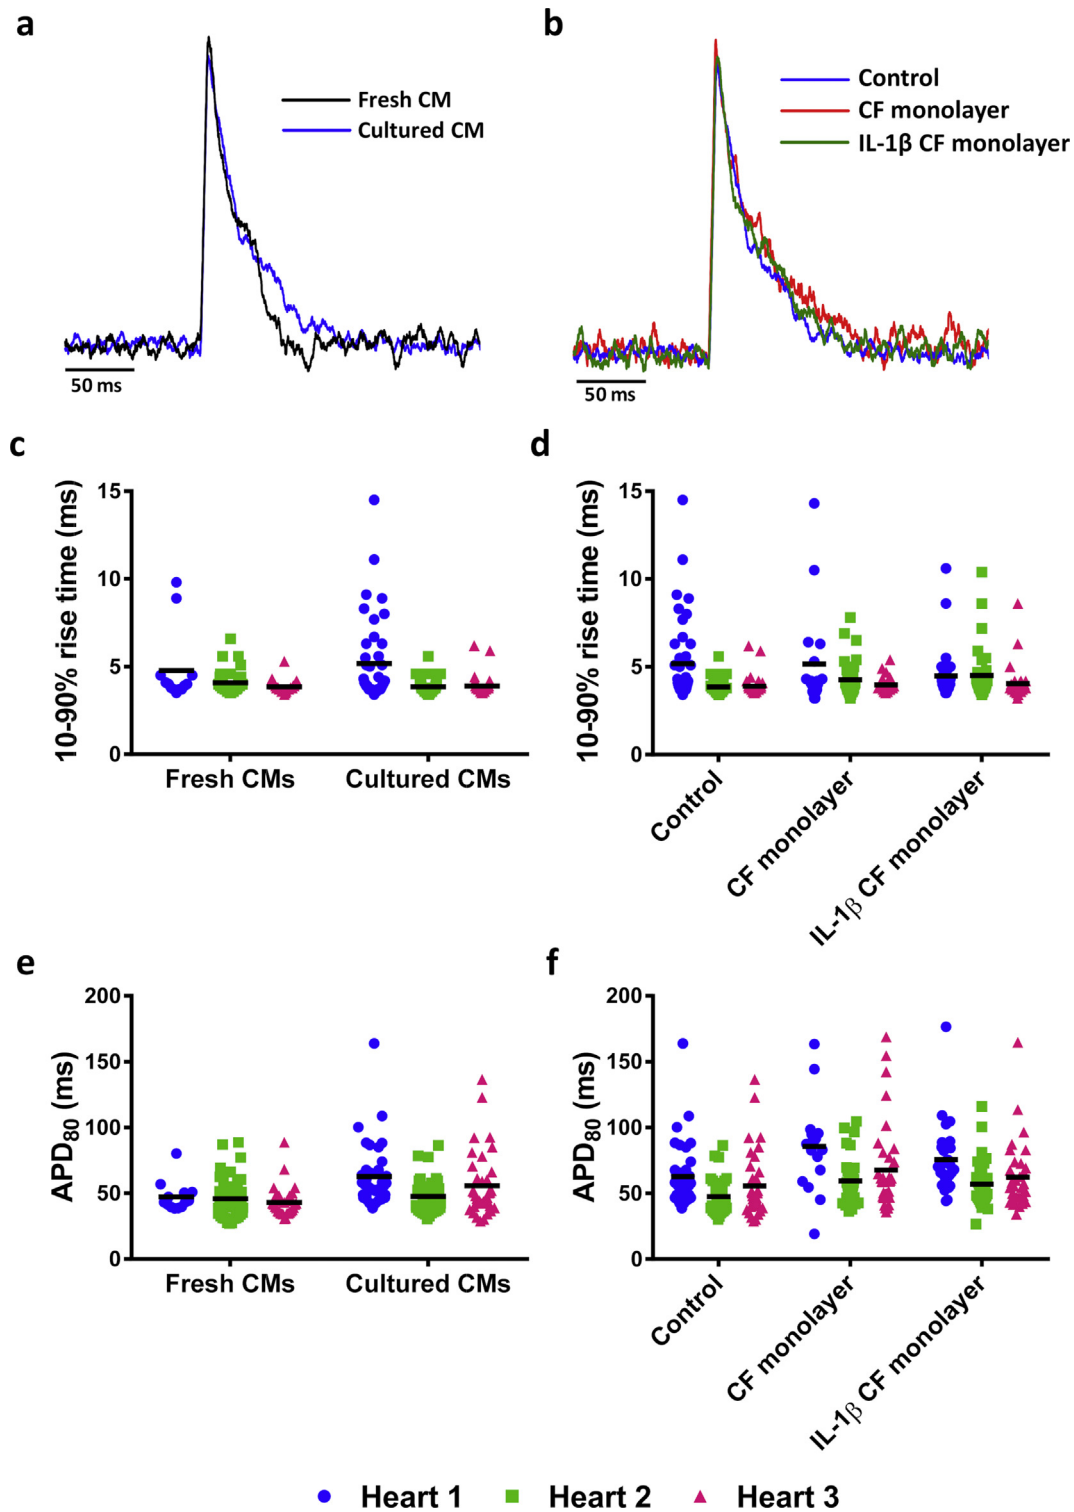 a
Fresh CM
Cultured CM
50 ms
b
Control
CF monolayer
IL-1β CF monolayer
50 ms
c
10-90% rise time (ms)
15
10
5
0
Fresh CMs
Cultured CMs
d
10-90% rise time (ms)
15
10
5
0
Control
CF monolayer
IL-1β CF monolayer
e
APD80 (ms)
200
150
100
50
0
Fresh CMs
Cultured CMs
f
APD80 (ms)
200
150
100
50
0
Control
CF monolayer
IL-1β CF monolayer
Heart 1 Heart 2 Heart 3